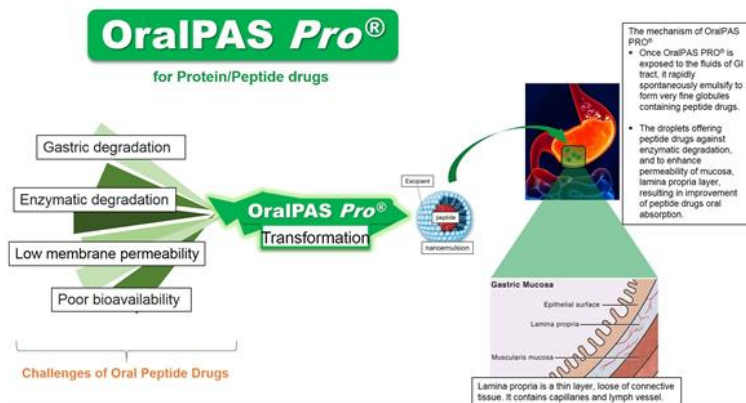 OralPAS Pro®
for Protein/Peptide drugs
Gastric degradation
Enzymatic degradation
Low membrane permeability
Poor bioavailability
Challenges of Oral Peptide Drugs
OralPAS Pro®
Transformation
Excipient
peptide
nanoemulsion
The mechanism of OralPAS
PRO®
▪ Once OralPAS PRO® is
exposed to the fluids of GI
tract, it rapidly
spontaneously emulsify to
form very fine globules
containing peptide drugs.
▪ The droplets offering
peptide drugs against
enzymatic degradation,
and to enhance
permeability of mucosa,
lamina propria layer,
resulting in improvement
of peptide drugs oral
absorption.
Gastric Mucosa
Epithelial surface
Lamina propria
Muscularis mucosa
Lamina propria is a thin layer, loose of connective
tissue. It contains capillaries and lymph vessel.